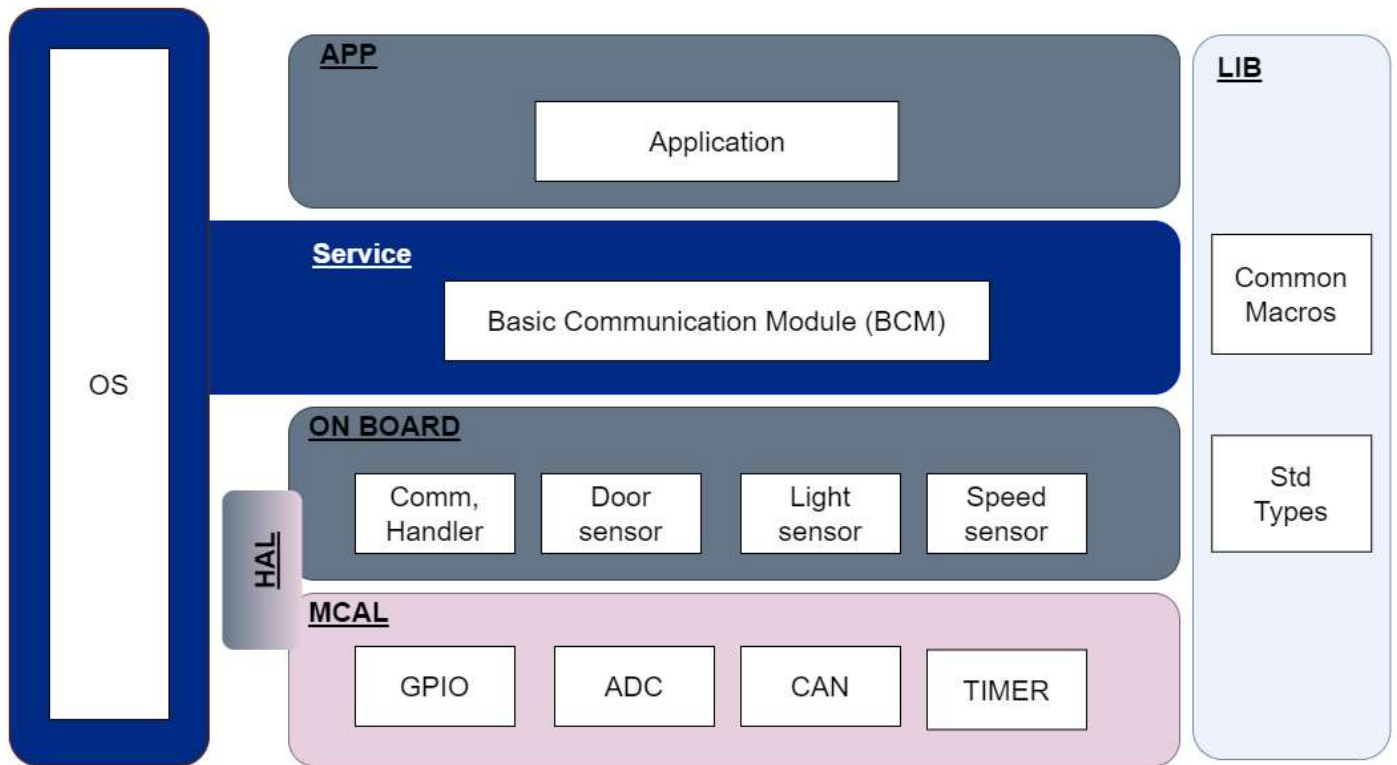 OS
APP
Application
Service
Basic Communication Module (BCM)
ON BOARD
Comm,
Handler
Door
sensor
Light
sensor
Speed
sensor
HAL
MCAL
GPIO
ADC
CAN
TIMER
LIB
Common
Macros
Std
Types